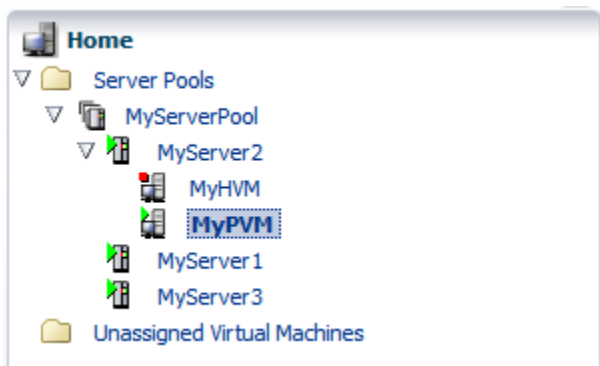 Home
Server Pools
MyServerPool
MyServer2
MyHVM
MyPVM
MyServer1
MyServer3
Unassigned Virtual Machines